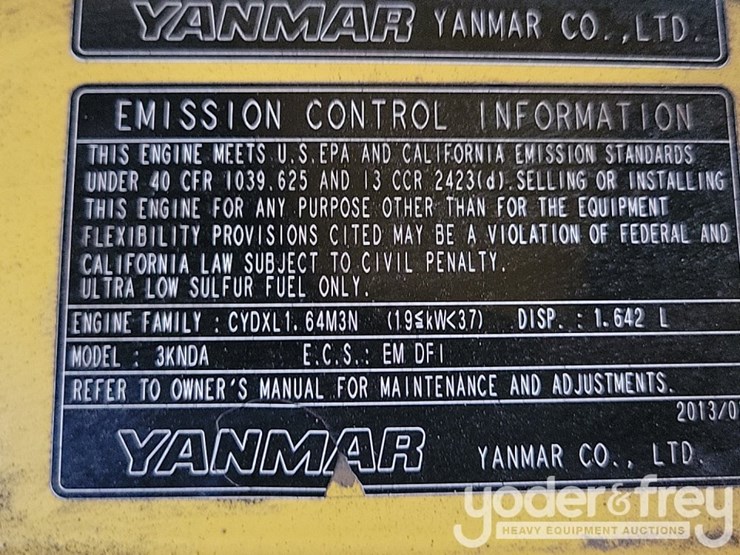 YANMAR YANMAR CO.,LTD.
EMISSION CONTROL INFORMATION
THIS ENGINE MEETS U.S.EPA AND CALIFORNIA EMISSION STANDARDS
UNDER 40 CFR 1039.625 AND 13 CCR 2423(d).SELLING OR INSTALLING
THIS ENGINE FOR ANY PURPOSE OTHER THAN FOR THE EQUIPMENT
FLEXIBILITY PROVISIONS CITED MAY BE A VIOLATION OF FEDERAL AND
CALIFORNIA LAW SUBJECT TO CIVIL PENALTY.
ULTRA LOW SULFUR FUEL ONLY.
ENGINE FAMILY : CYDXL1.64M3N (19≦kW<37) DISP. : 1.642 L
MODEL : 3KNDA E.C.S.: EM DFI
REFER TO OWNER'S MANUAL FOR MAINTENANCE AND ADJUSTMENTS.
2013/0
YANMAR YANMAR CO., LTD.
yoder&frey
HEAVY EQUIPMENT AUCTIONS